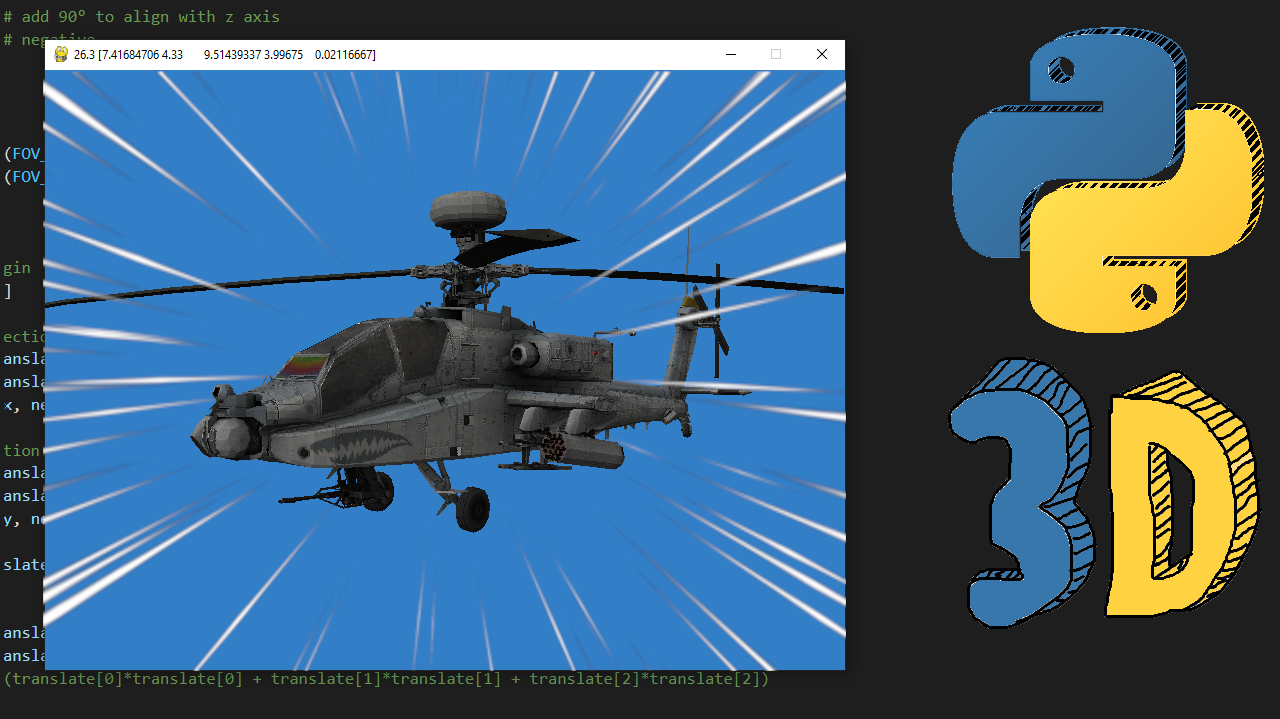 # add 90º to align with z axis
# negative
26.3 [7.41684706 4.33 9.51439337 3.99675 0.02116667]
(FOV_
(FOV_
gin
]
ectio
ansla
ansla
x, ne
tion
ansla
ansla
y, ne
slate
ansla
ansla
(translate[0]*translate[0] + translate[1]*translate[1] + translate[2]*translate[2])
3D